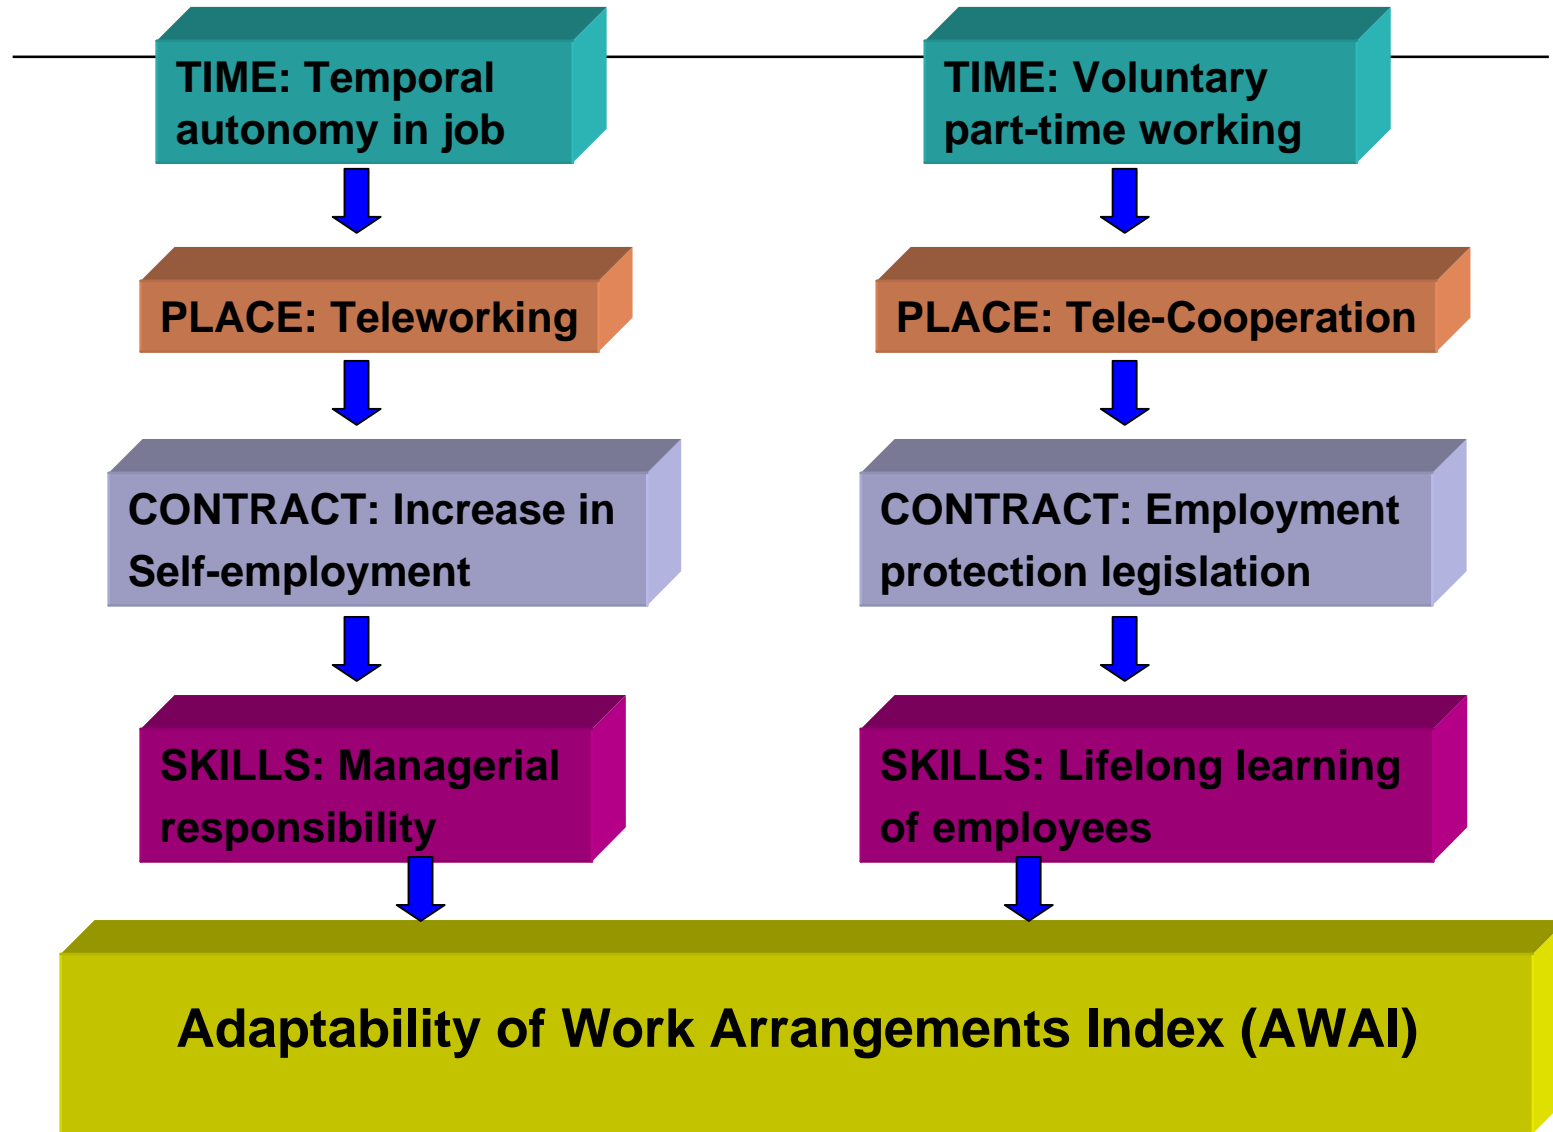 TIME: Temporal
autonomy in job
TIME: Voluntary
part-time working
PLACE: Teleworking
PLACE: Tele-Cooperation
CONTRACT: Increase in
Self-employment
CONTRACT: Employment
protection legislation
SKILLS: Managerial
responsibility
SKILLS: Lifelong learning
of employees
Adaptability of Work Arrangements Index (AWAI)